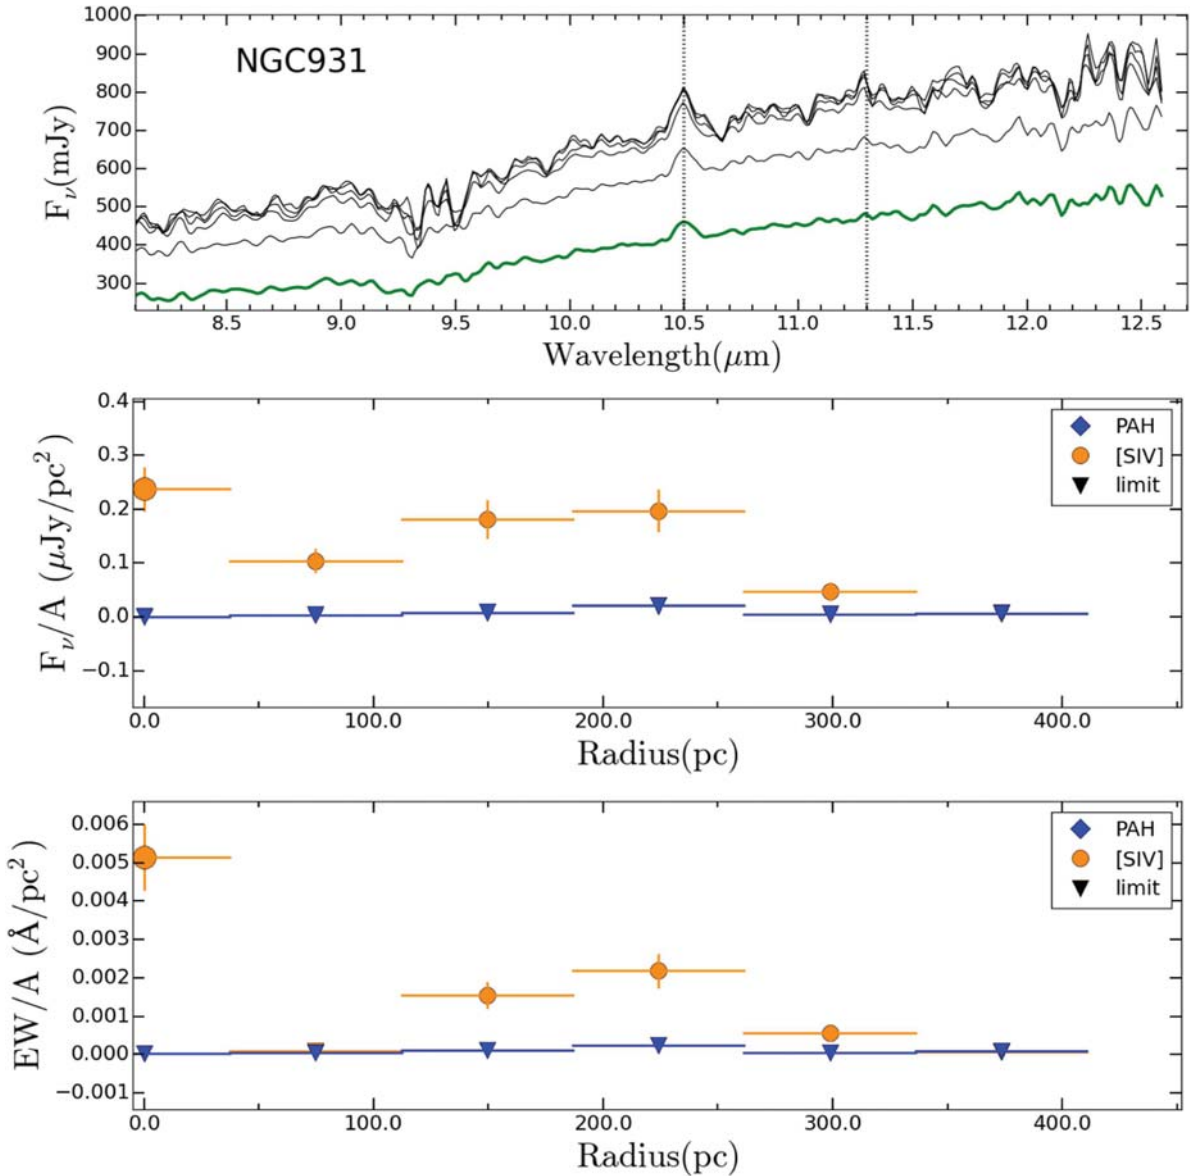 1000
900
800
700
600
500
400
300
F_ν(mJy)
NGC931
8.5 9.0 9.5 10.0 10.5 11.0 11.5 12.0 12.5
Wavelength(μm)
0.4
0.3
0.2
0.1
0.0
−0.1
F_ν/A (μJy/pc²)
PAH
[SIV]
limit
0.0 100.0 200.0 300.0 400.0
Radius(pc)
0.006
0.005
0.004
0.003
0.002
0.001
0.000
−0.001
EW/A (Å/pc²)
PAH
[SIV]
limit
0.0 100.0 200.0 300.0 400.0
Radius(pc)